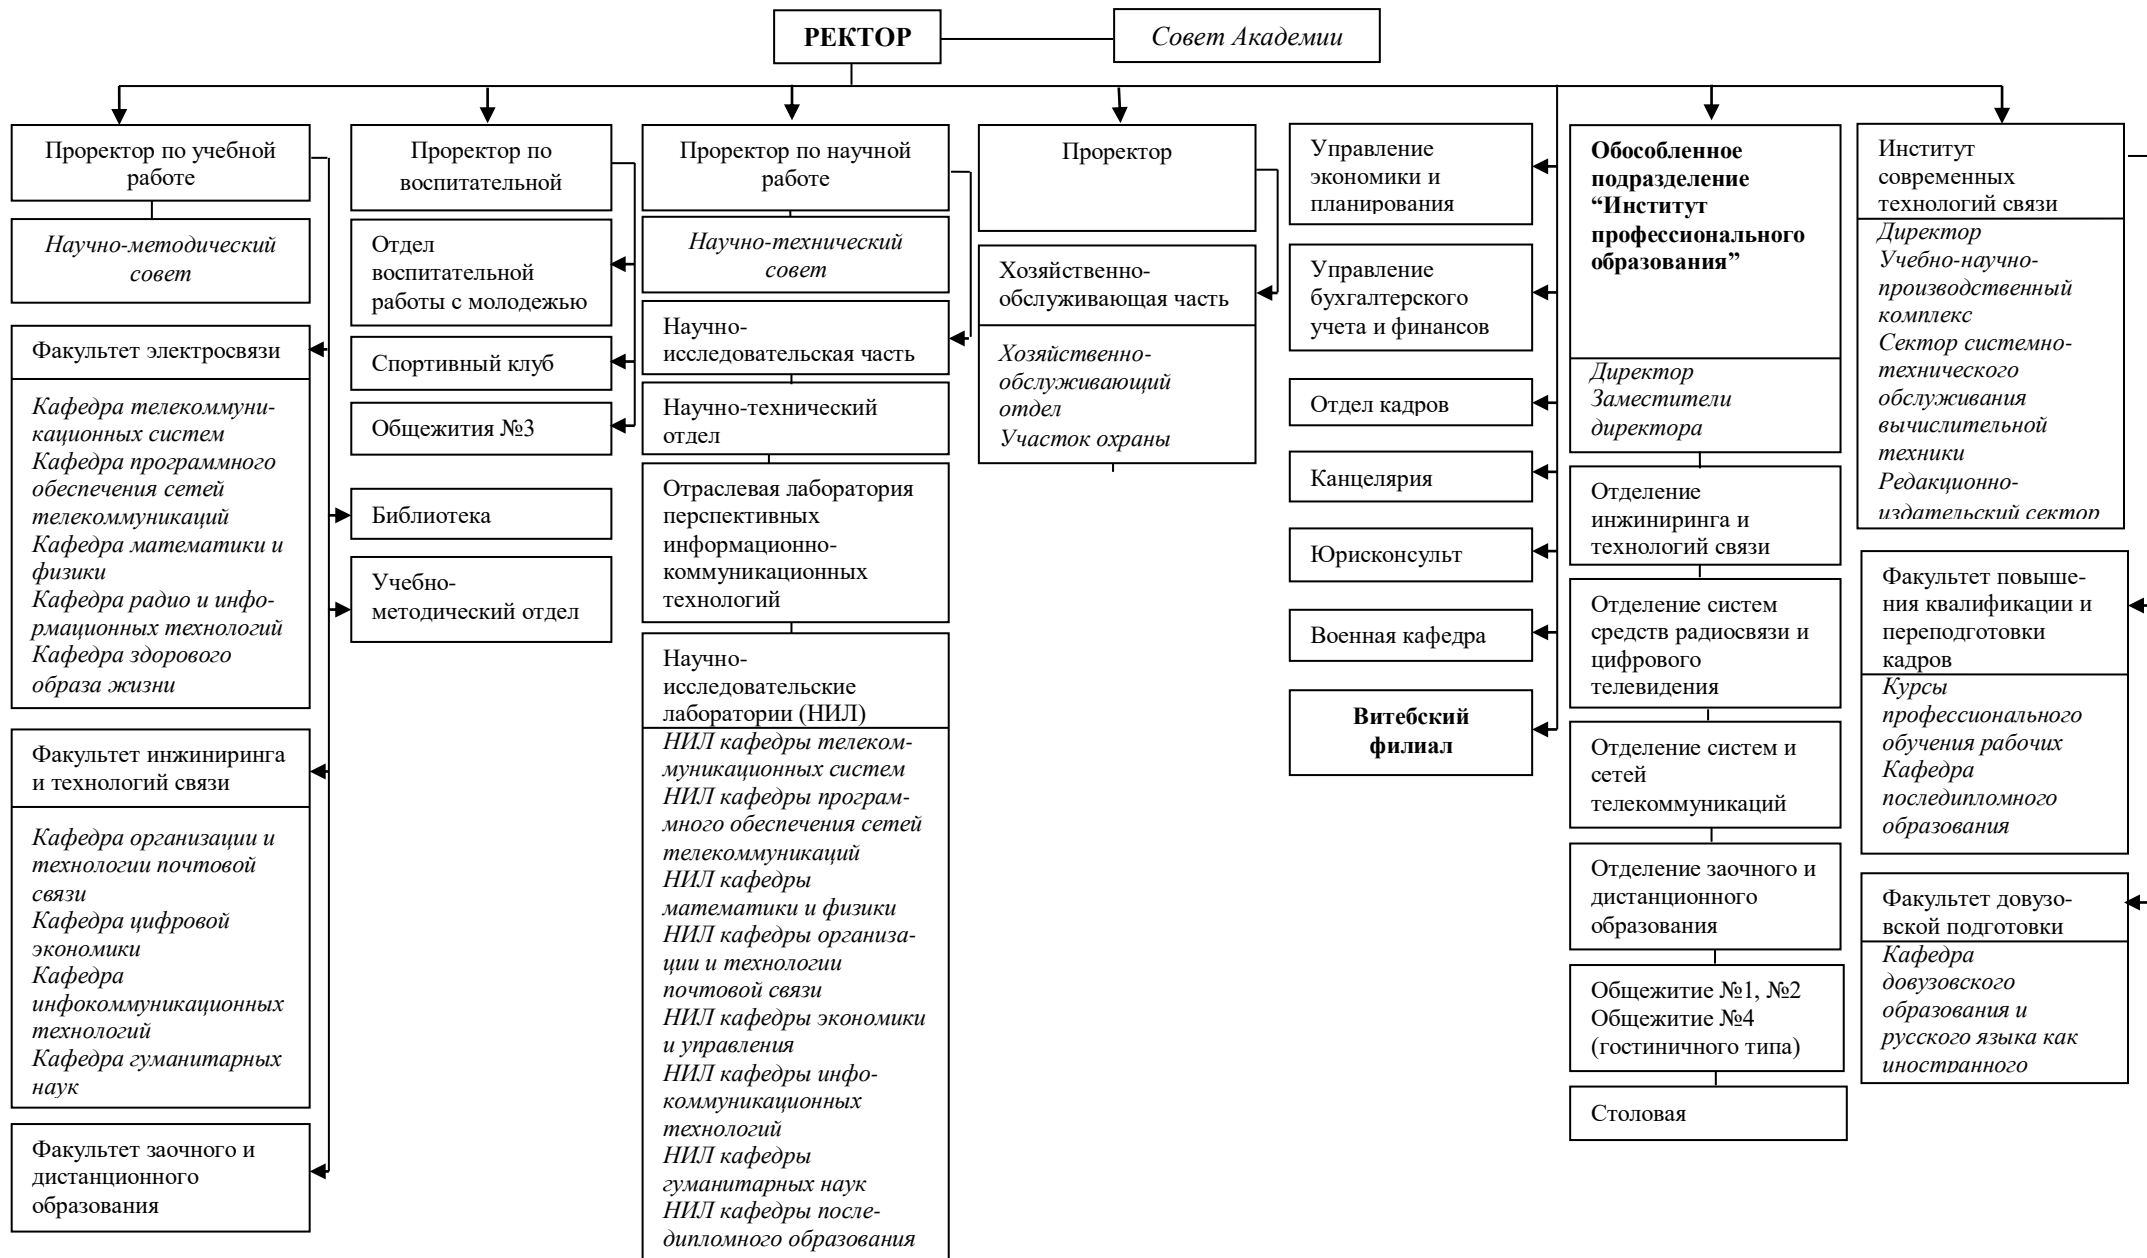 РЕКТОР
Совет Академии
Проректор по учебной
работе
Научно-методический
совет
Факультет электросвязи
Кафедра телекоммуни-
кационных систем
Кафедра программного
обеспечения сетей
телекоммуникаций
Кафедра математики и
физики
Кафедра радио и инфо-
рмационных технологий
Кафедра здорового
образа жизни
Факультет инжиниринга
и технологий связи
Кафедра организации и
технологии почтовой
связи
Кафедра цифровой
экономики
Кафедра
инфокоммуникационных
технологий
Кафедра гуманитарных
наук
Факультет заочного и
дистанционного
образования
Проректор по
воспитательной
Отдел
воспитательной
работы с молодежью
Спортивный клуб
Общежития №3
Библиотека
Учебно-
методический отдел
Проректор по научной
работе
Научно-технический
совет
Научно-
исследовательская часть
Научно-технический
отдел
Отраслевая лаборатория
перспективных
информационно-
коммуникационных
технологий
Научно-
исследовательские
лаборатории (НИЛ)
НИЛ кафедры телеком-
муникационных систем
НИЛ кафедры програм-
много обеспечения сетей
телекоммуникаций
НИЛ кафедры
математики и физики
НИЛ кафедры организа-
ции и технологии
почтовой связи
НИЛ кафедры экономики
и управления
НИЛ кафедры инфо-
коммуникационных
технологий
НИЛ кафедры
гуманитарных наук
НИЛ кафедры после-
дипломного образования
Проректор
Хозяйственно-
обслуживающая часть
Хозяйственно-
обслуживающий
отдел
Участок охраны
Управление
экономики и
планирования
Управление
бухгалтерского
учета и финансов
Отдел кадров
Канцелярия
Юрисконсульт
Военная кафедра
Витебский
филиал
Обособленное
подразделение
“Институт
профессионального
образования”
Директор
Заместители
директора
Отделение
инжиниринга и
технологий связи
Отделение систем
средств радиосвязи и
цифрового
телевидения
Отделение систем и
сетей
телекоммуникаций
Отделение заочного и
дистанционного
образования
Общежитие №1, №2
Общежитие №4
(гостиничного типа)
Столовая
Институт
современных
технологий связи
Директор
Учебно-научно-
производственный
комплекс
Сектор системно-
технического
обслуживания
вычислительной
техники
Редакционно-
издательский сектор
Факультет повыше-
ния квалификации и
переподготовки
кадров
Курсы
профессионального
обучения рабочих
Кафедра
последипломного
образования
Факультет довузо-
вской подготовки
Кафедра
довузовского
образования и
русского языка как
иностранного